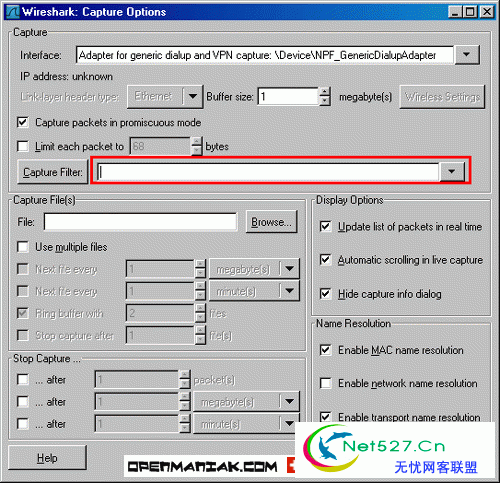 Wireshark: Capture Options
Capture
Interface: Adapter for generic dialup and VPN capture: \Device\NPF_GenericDialupAdapter
IP address: unknown
Link-layer header type: Ethernet Buffer size: 1 megabyte(s) Wireless Settings
Capture packets in promiscuous mode
Limit each packet to 68 bytes
Capture Filter:
Capture File(s)
File: Browse...
Use multiple files
Next file every 1 megabyte(s)
Next file every 1 minute(s)
Ring buffer with 2 files
Stop capture after 1 file(s)
Stop Capture ...
... after 1 packet(s)
... after 1 megabyte(s)
... after 1 minute(s)
Display Options
Update list of packets in real time
Automatic scrolling in live capture
Hide capture info dialog
Name Resolution
Enable MAC name resolution
Enable network name resolution
Enable transport name resolution
Help
OPENMANIAK.COM
Net527.Cn
无忧网客联盟